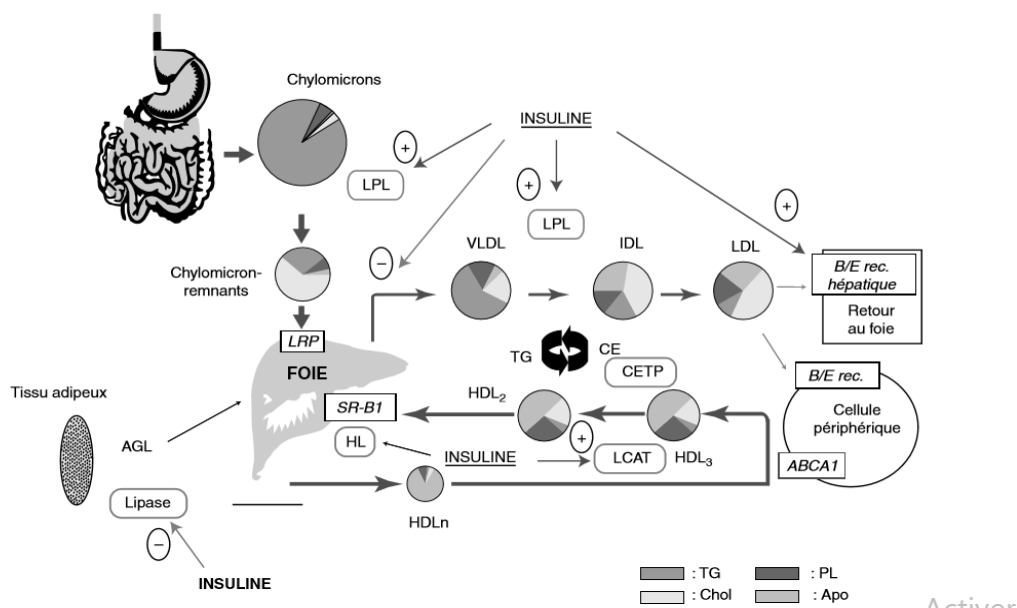 Chylomicrons
INSULINE
+
LPL
+
LPL
+
Chylomicron-
remnants
−
VLDL
IDL
LDL
B/E rec.
hépatique
Retour
au foie
LRP
FOIE
TG
CE
CETP
B/E rec.
Cellule
périphérique
ABCA1
Tissu adipeux
AGL
Lipase
−
INSULINE
SR-B1
HL
HDL2
+
INSULINE
LCAT
HDL3
HDLn
: TG
: PL
: Chol
: Apo
Activer